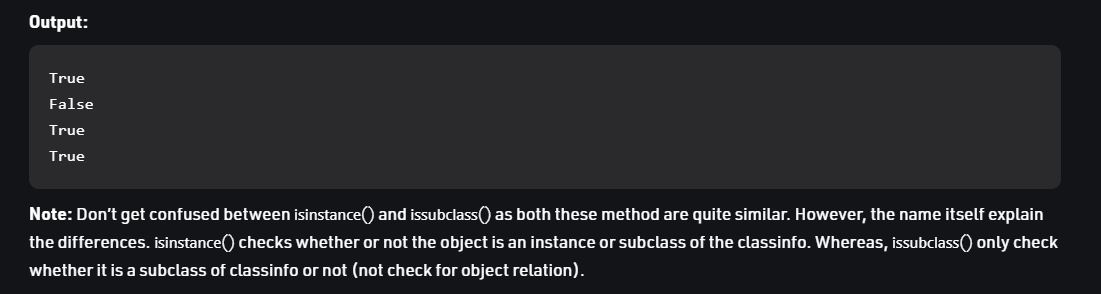 Output:
True
False
True
True
Note: Don't get confused between isinstance() and issubclass() as both these method are quite similar. However, the name itself explain
the differences. isinstance() checks whether or not the object is an instance or subclass of the classinfo. Whereas, issubclass() only check
whether it is a subclass of classinfo or not (not check for object relation).